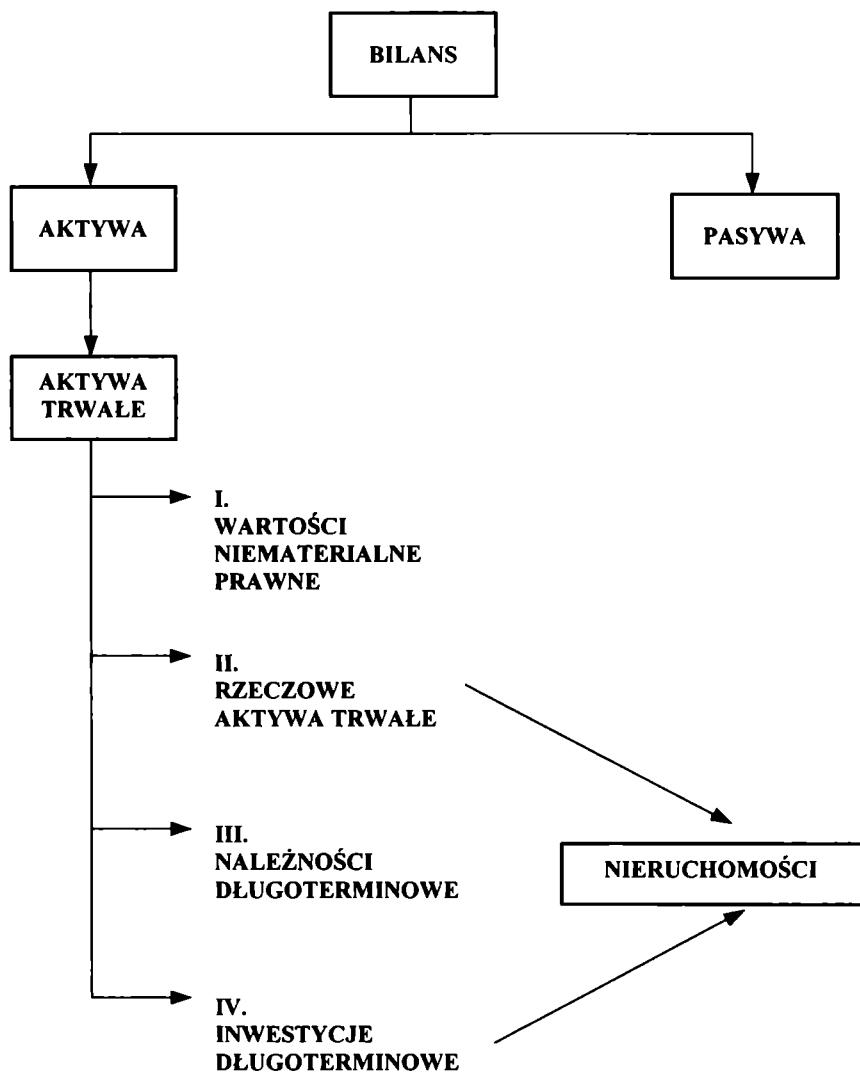 BILANS
AKTYWA
PASYWA
AKTYWA
TRWAŁE
I.
WARTOŚCI
NIEMATERIALNE
PRAWNE
II.
RZECZOWE
AKTYWA TRWAŁE
III.
NALEŻNOŚCI
DŁUGOTERMINOWE
NIERUCHOMOŚCI
IV.
INWESTYCJE
DŁUGOTERMINOWE